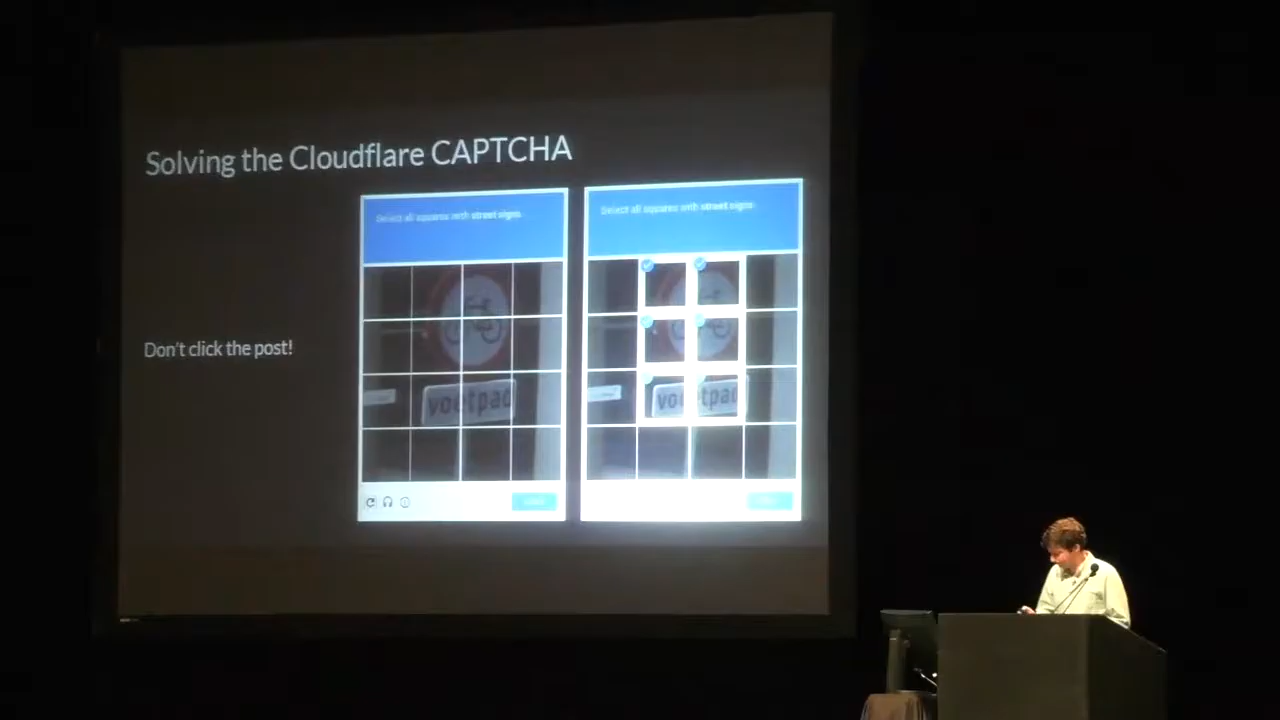 Solving the Cloudflare CAPTCHA
Don't click the post!
Select all squares with street signs.
voetpad
Select all squares with street signs.
voetpad